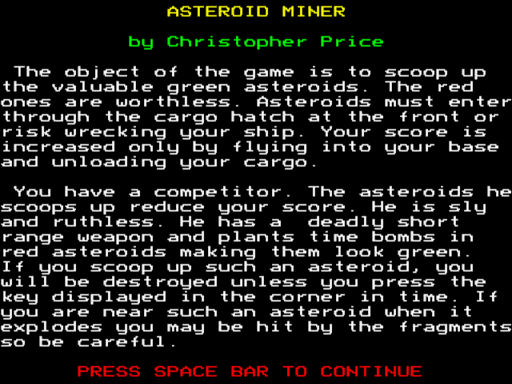 ASTEROID MINER
by Christopher Price
The object of the game is to scoop up
the valuable green asteroids. The red
ones are worthless. Asteroids must enter
through the cargo hatch at the front or
risk wrecking your ship. Your score is
increased only by flying into your base
and unloading your cargo.
You have a competitor. The asteroids he
scoops up reduce your score. He is sly
and ruthless. He has a  deadly short
range weapon and plants time bombs in
red asteroids making them look green.
If you scoop up such an asteroid, you
will be destroyed unless you press the
key displayed in the corner in time. If
you are near such an asteroid when it
explodes you may be hit by the fragments
so be careful.
PRESS SPACE BAR TO CONTINUE